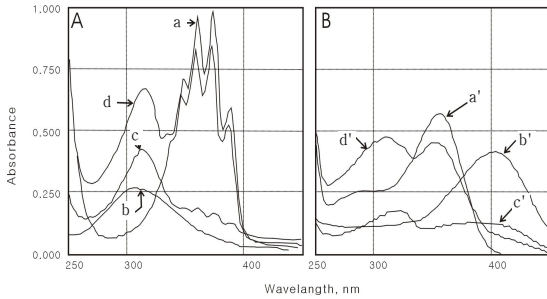 A
B
1.000
0.750
0.500
0.250
0.000
Absorbance
a
d
c
b
a'
d'
b'
c'
250
300
400
250
300
400
Wavelangth, nm